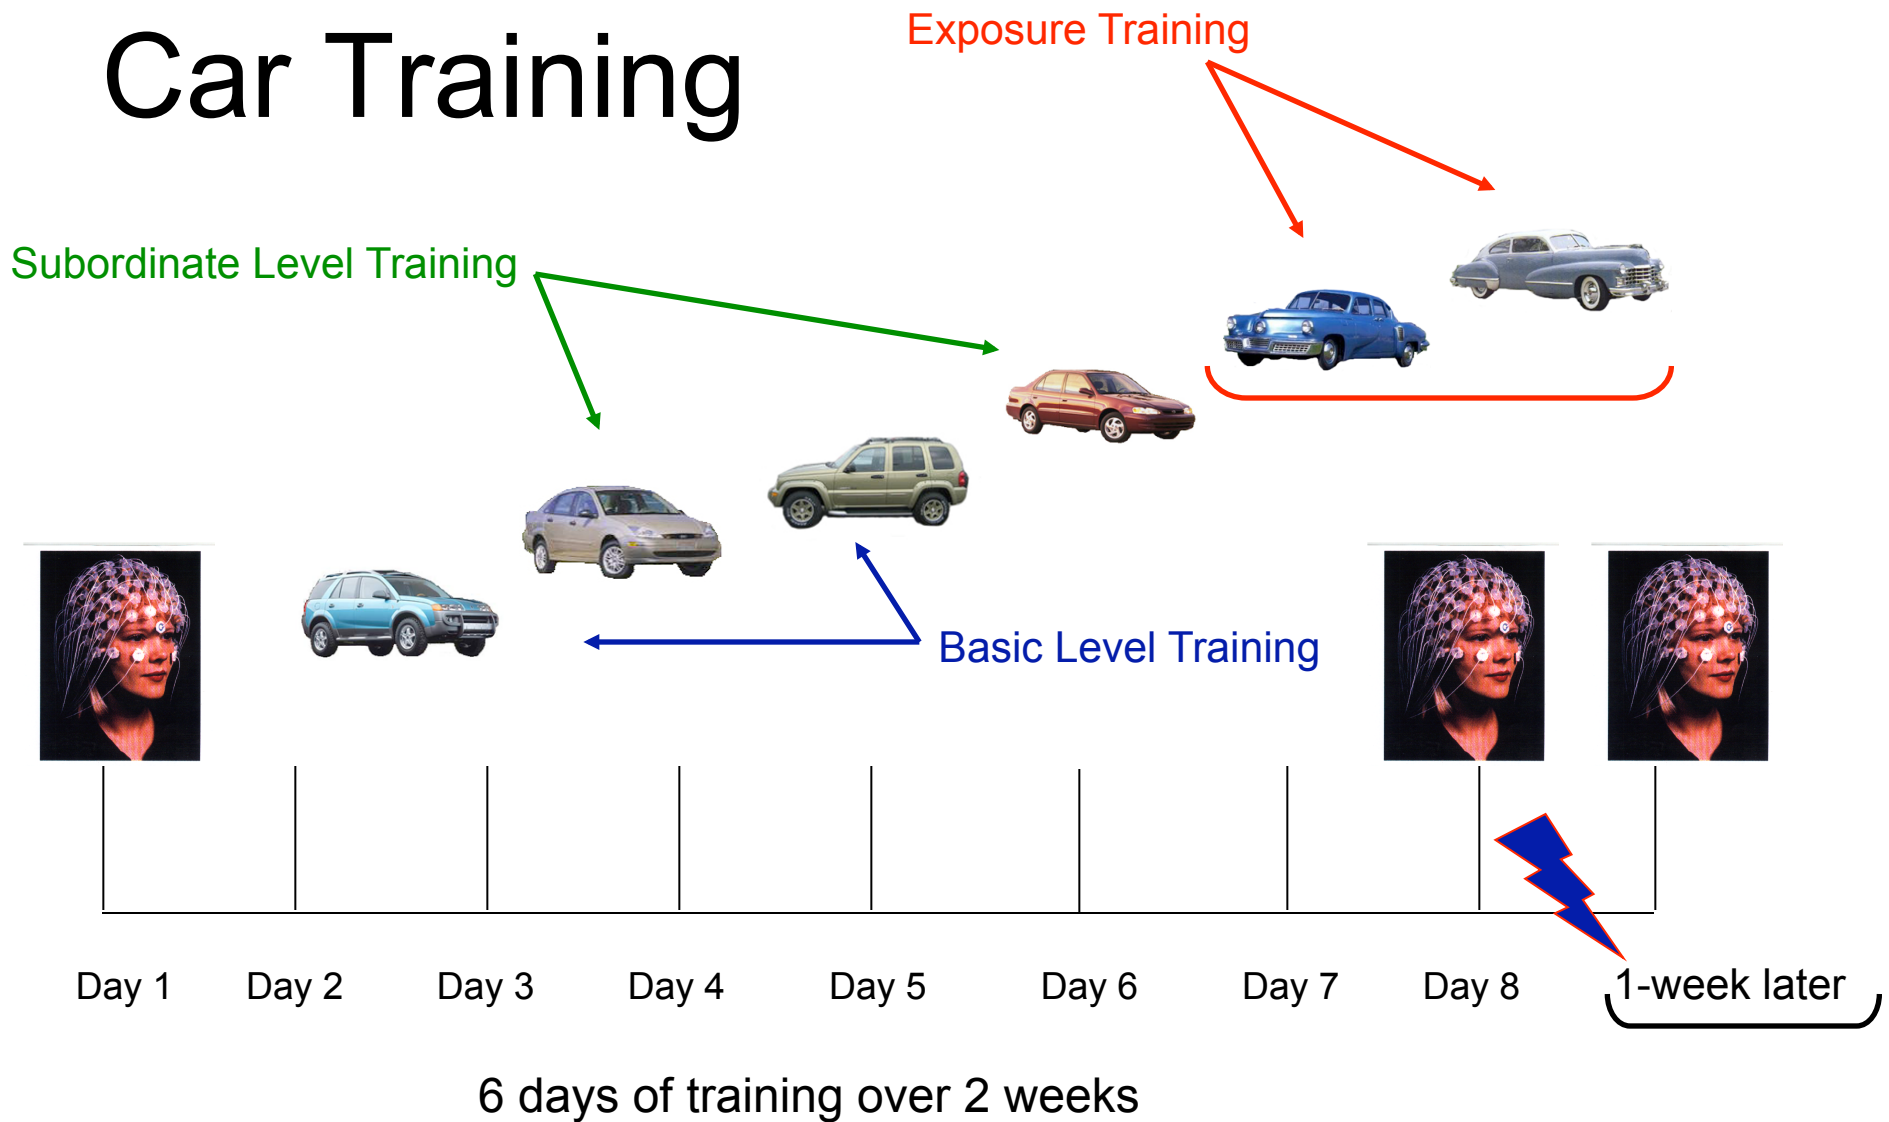 Car Training
Exposure Training
Subordinate Level Training
Basic Level Training
Day 1
Day 2
Day 3
Day 4
Day 5
Day 6
Day 7
Day 8
1-week later
6 days of training over 2 weeks